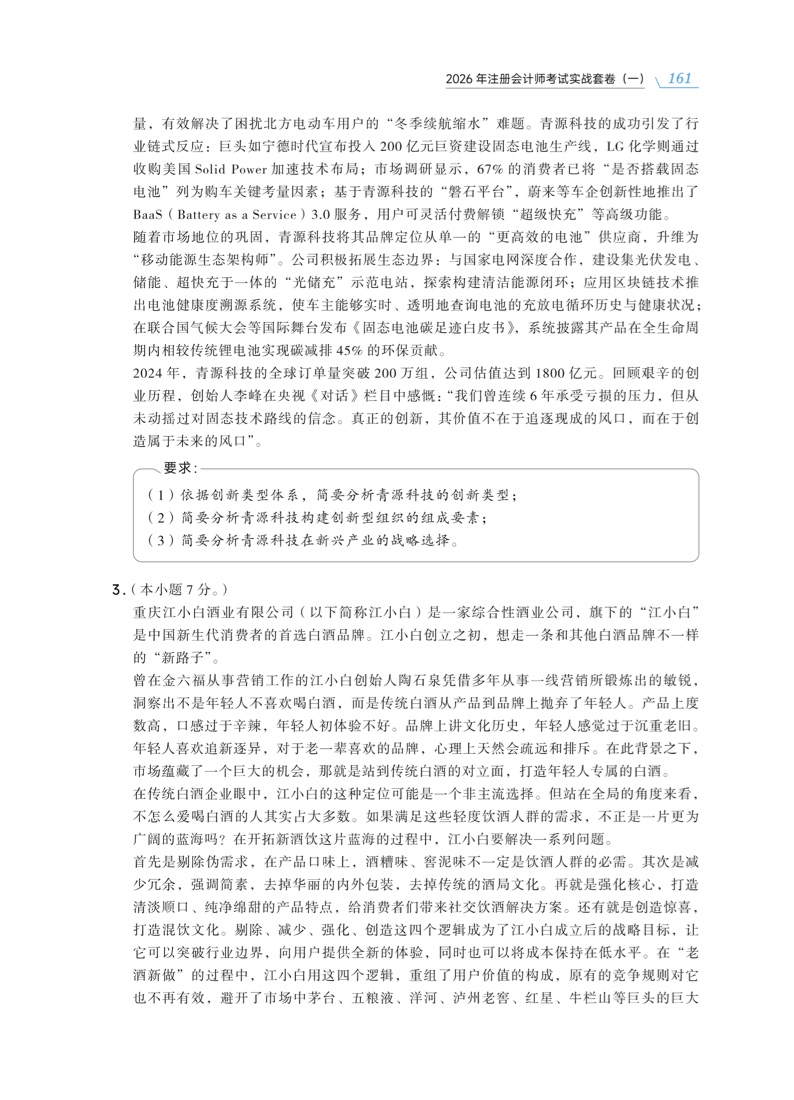 2026 年注册会计师考试实战套卷（一） 161
量，有效解决了困扰北方电动车用户的“冬季续航缩水”难题。青源科技的成功引发了行
业链式反应：巨头如宁德时代宣布投入 200 亿元巨资建设固态电池生产线，LG 化学则通过
收购美国 Solid Power 加速技术布局；市场调研显示，67% 的消费者已将“是否搭载固态
电池”列为购车关键考量因素；基于青源科技的“磐石平台”，蔚来等车企创新性地推出了
BaaS（Battery as a Service）3.0 服务，用户可灵活付费解锁“超级快充”等高级功能。
随着市场地位的巩固，青源科技将其品牌定位从单一的“更高效的电池”供应商，升维为
“移动能源生态架构师”。公司积极拓展生态边界：与国家电网深度合作，建设集光伏发电、
储能、超快充于一体的“光储充”示范电站，探索构建清洁能源闭环；应用区块链技术推
出电池健康度溯源系统，使车主能够实时、透明地查询电池的充放电循环历史与健康状况；
在联合国气候大会等国际舞台发布《固态电池碳足迹白皮书》，系统披露其产品在全生命周
期内相较传统锂电池实现碳减排 45% 的环保贡献。
2024 年，青源科技的全球订单量突破 200 万组，公司估值达到 1800 亿元。回顾艰辛的创
业历程，创始人李峰在央视《对话》栏目中感慨：“我们曾连续 6 年承受亏损的压力，但从
未动摇过对固态技术路线的信念。真正的创新，其价值不在于追逐现成的风口，而在于创
造属于未来的风口”。
要求：
（1）依据创新类型体系，简要分析青源科技的创新类型；
（2）简要分析青源科技构建创新型组织的组成要素；
（3）简要分析青源科技在新兴产业的战略选择。
3.（本小题 7 分。）
重庆江小白酒业有限公司（以下简称江小白）是一家综合性酒业公司，旗下的“江小白”
是中国新生代消费者的首选白酒品牌。江小白创立之初，想走一条和其他白酒品牌不一样
的“新路子”。
曾在金六福从事营销工作的江小白创始人陶石泉凭借多年从事一线营销所锻炼出的敏锐，
洞察出不是年轻人不喜欢喝白酒，而是传统白酒从产品到品牌上抛弃了年轻人。产品上度
数高，口感过于辛辣，年轻人初体验不好。品牌上讲文化历史，年轻人感觉过于沉重老旧。
年轻人喜欢追新逐异，对于老一辈喜欢的品牌，心理上天然会疏远和排斥。在此背景之下，
市场蕴藏了一个巨大的机会，那就是站到传统白酒的对立面，打造年轻人专属的白酒。
在传统白酒企业眼中，江小白的这种定位可能是一个非主流选择。但站在全局的角度来看，
不怎么爱喝白酒的人其实占大多数。如果满足这些轻度饮酒人群的需求，不正是一片更为
广阔的蓝海吗？在开拓新酒饮这片蓝海的过程中，江小白要解决一系列问题。
首先是剔除伪需求，在产品口味上，酒糟味、窖泥味不一定是饮酒人群的必需。其次是减
少冗余，强调简素，去掉华丽的内外包装，去掉传统的酒局文化。再就是强化核心，打造
清淡顺口、纯净绵甜的产品特点，给消费者们带来社交饮酒解决方案。还有就是创造惊喜，
打造混饮文化。剔除、减少、强化、创造这四个逻辑成为了江小白成立后的战略目标，让
它可以突破行业边界，向用户提供全新的体验，同时也可以将成本保持在低水平。在“老
酒新做”的过程中，江小白用这四个逻辑，重组了用户价值的构成，原有的竞争规则对它
也不再有效，避开了市场中茅台、五粮液、洋河、泸州老窖、红星、牛栏山等巨头的巨大